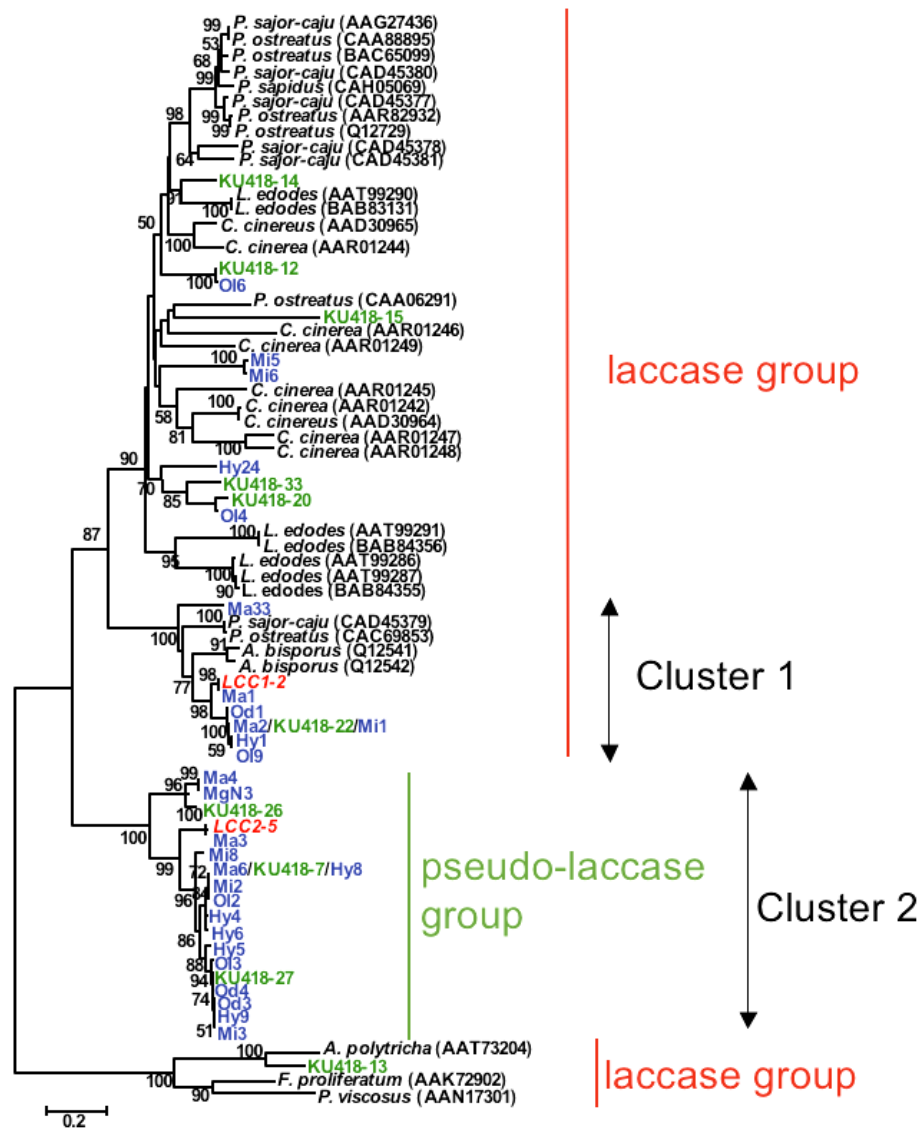 99 P. sajor-caju (AAG27436)
53 P. ostreatus (CAA88895)
68 P. ostreatus (BAC65099)
99 P. sajor-caju (CAD45380)
P. sapidus (CAH05069)
P. sajor-caju (CAD45377)
99 P. ostreatus (AAR82932)
99 P. ostreatus (Q12729)
98
P. sajor-caju (CAD45378)
64 P. sajor-caju (CAD45381)
KU418-14
91 L. edodes (AAT99290)
100 L. edodes (BAB83131)
50 C. cinereus (AAD30965)
100 C. cinerea (AAR01244)
KU418-12
100 Ol6
P. ostreatus (CAA06291)
KU418-15
C. cinerea (AAR01246)
C. cinerea (AAR01249)
100 Mi5
Mi6
laccase group
C. cinerea (AAR01245)
100 C. cinerea (AAR01242)
58 C. cinereus (AAD30964)
81 C. cinerea (AAR01247)
100 C. cinerea (AAR01248)
90 Hy24
70 KU418-33
85 KU418-20
Ol4
87
100 L. edodes (AAT99291)
L. edodes (BAB84356)
95 L. edodes (AAT99286)
100 L. edodes (AAT99287)
90 L. edodes (BAB84355)
Ma33
100 P. sajor-caju (CAD45379)
100 P. ostreatus (CAC69853)
91 A. bisporus (Q12541)
A. bisporus (Q12542)
Cluster 1
77 98 LCC1-2
Ma1
98 Od1
100 Ma2/KU418-22/Mi1
59 Hy1
Ol9
99 Ma4
96 MgN3
100 KU418-26
100 LCC2-5
Ma3
99 Mi8
72 Ma6/KU418-7/Hy8
pseudo-laccase
group
Mi2
96 84 Ol2
Hy4
Cluster 2
86 Hy6
Hy5
88 Ol3
94 KU418-27
Od4
74 Od3
Hy9
51 Mi3
100 A. polytricha (AAT73204)
KU418-13
100 F. proliferatum (AAK72902)
90 P. viscosus (AAN17301)
laccase group
0.2